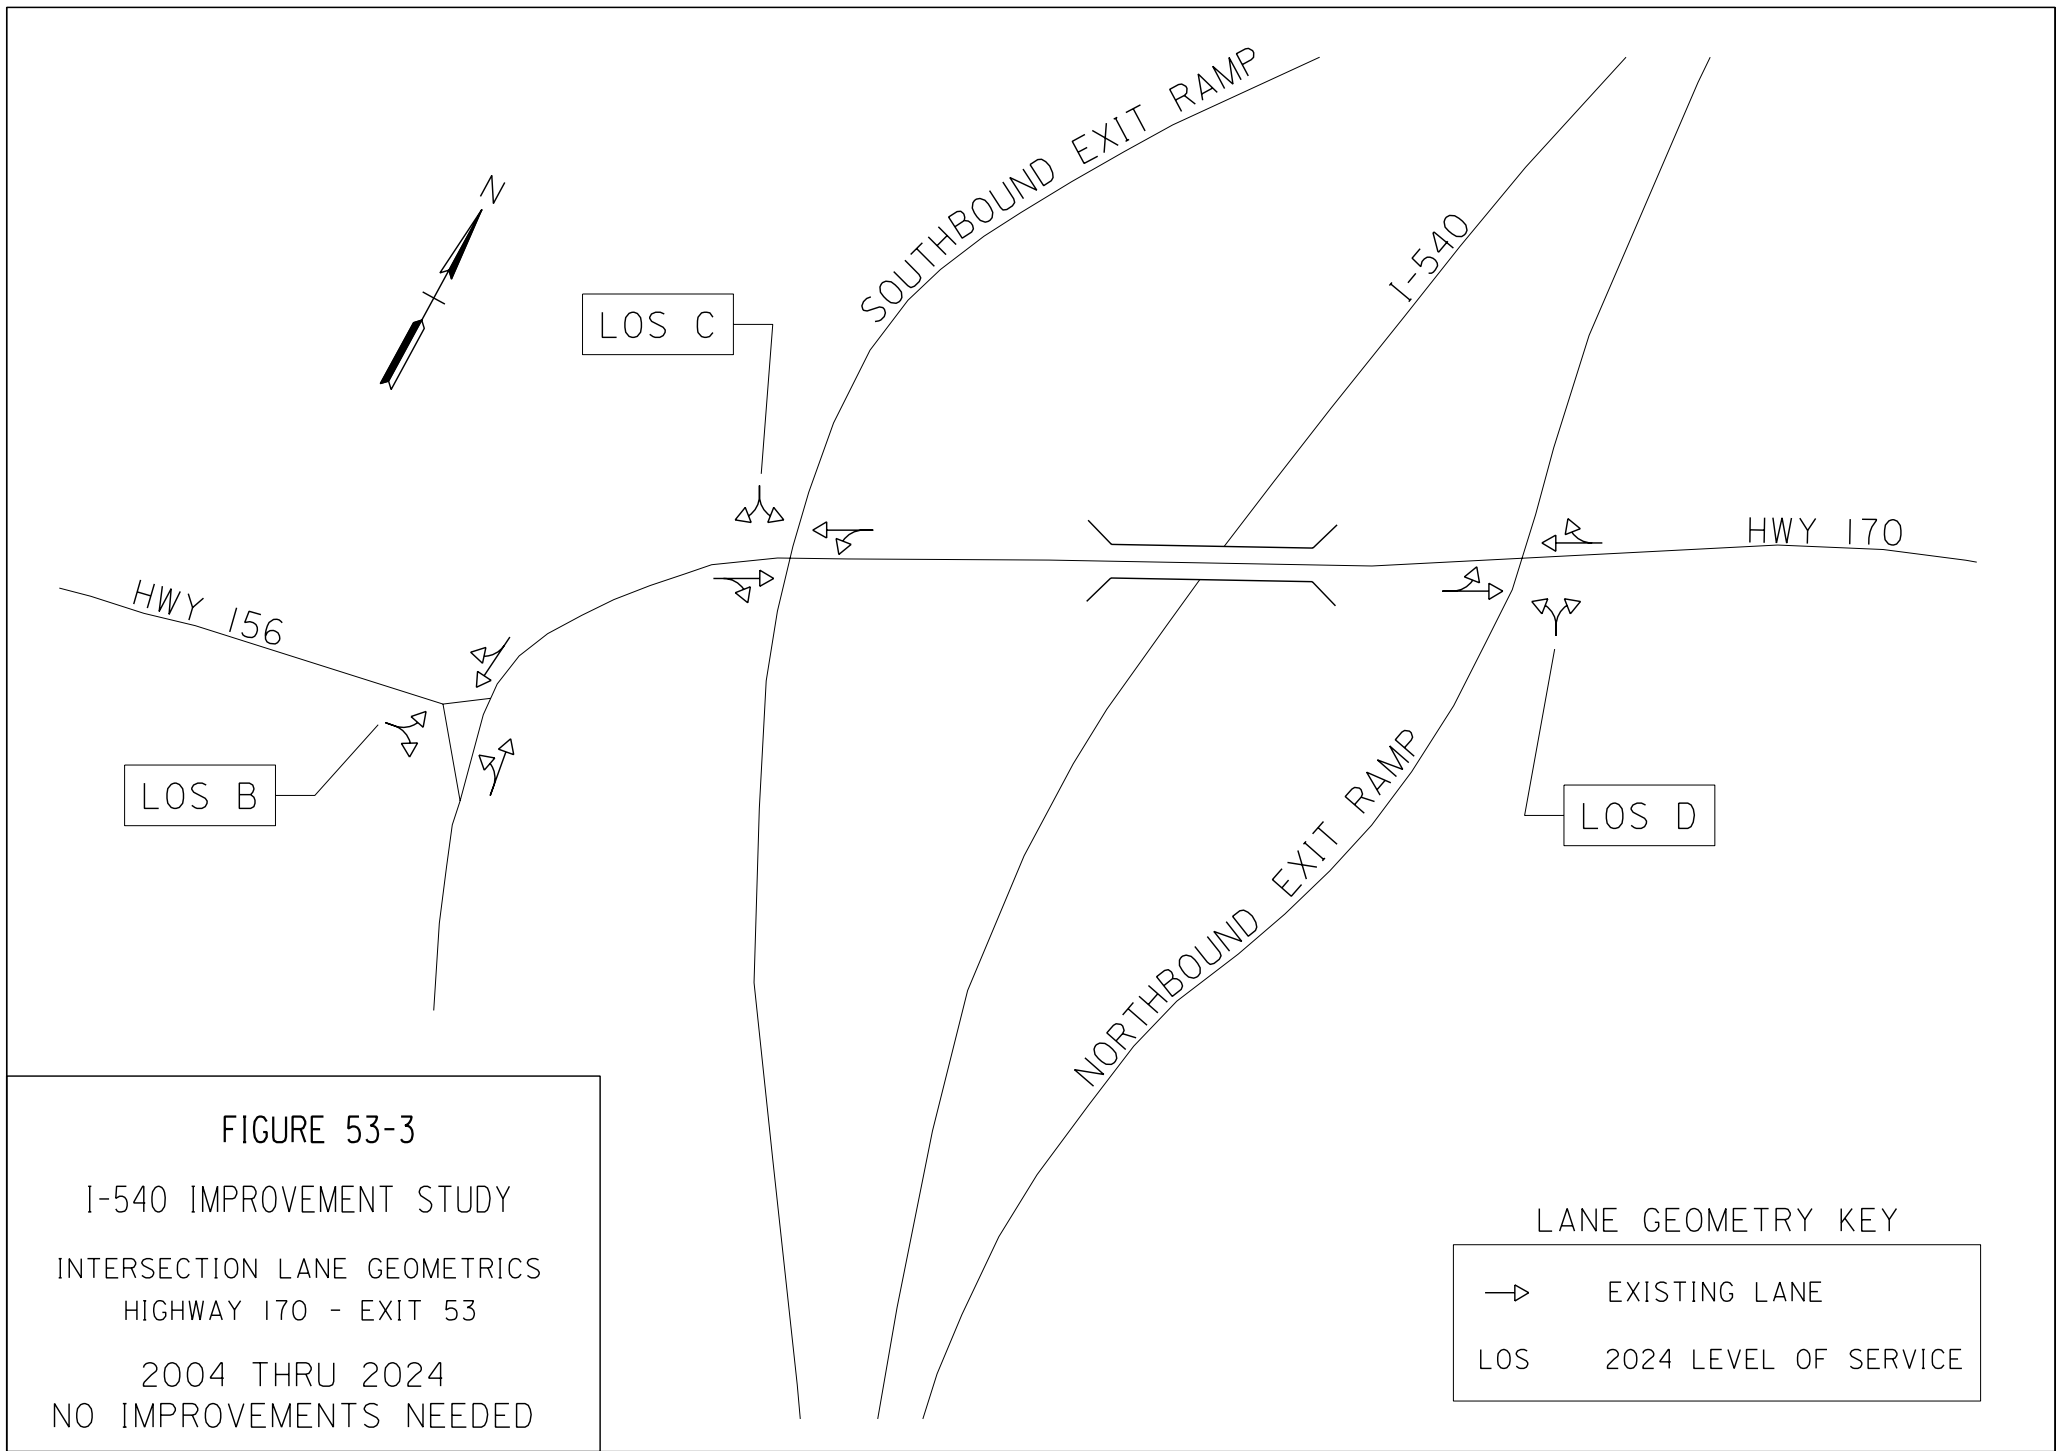 SOUTHBOUND EXIT RAMP
N
I-540
LOS C
HWY 170
HWY 156
LOS B
LOS D
NORTHBOUND EXIT RAMP
FIGURE 53-3
I-540 IMPROVEMENT STUDY
INTERSECTION LANE GEOMETRICS
HIGHWAY 170 - EXIT 53
2004 THRU 2024
NO IMPROVEMENTS NEEDED
LANE GEOMETRY KEY
EXISTING LANE
LOS 2024 LEVEL OF SERVICE